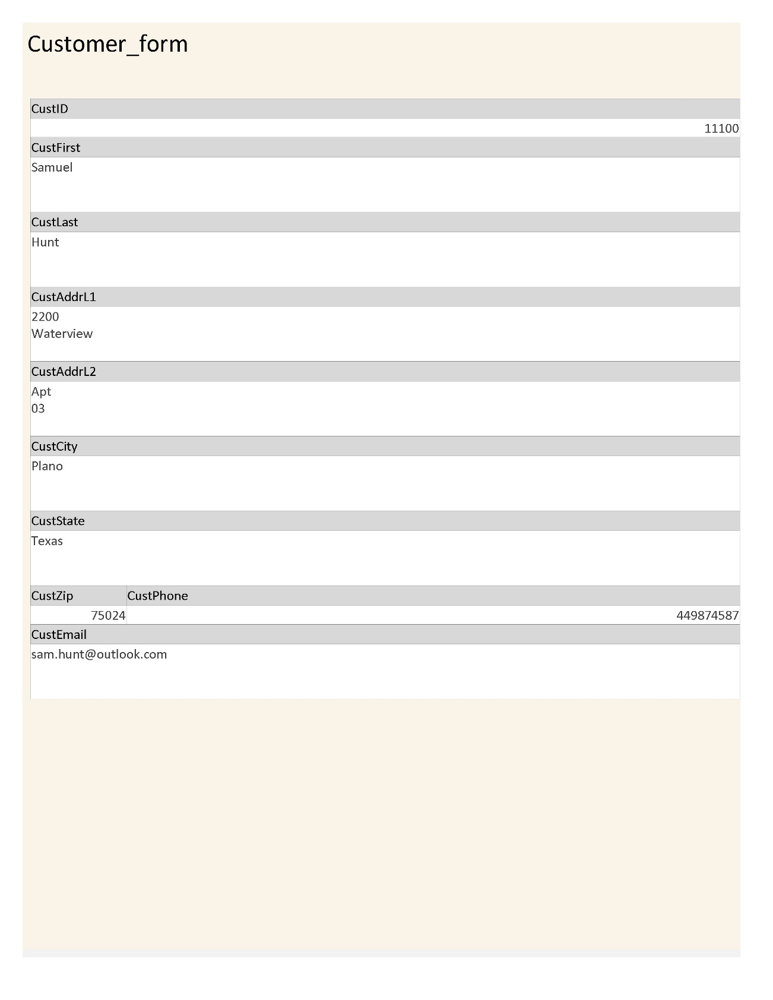 Customer_form
CustID
11100
CustFirst
Samuel
CustLast
Hunt
CustAddrL1
2200
Waterview
CustAddrL2
Apt
03
CustCity
Plano
CustState
Texas
CustZip CustPhone
75024 449874587
CustEmail
sam.hunt@outlook.com